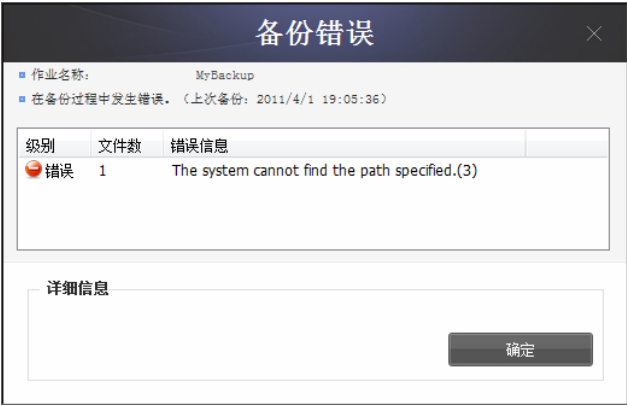 备份错误
作业名称: MyBackup
在备份过程中发生错误。（上次备份: 2011/4/1 19:05:36）
级别 文件数 错误信息
错误 1 The system cannot find the path specified.(3)
详细信息
确定